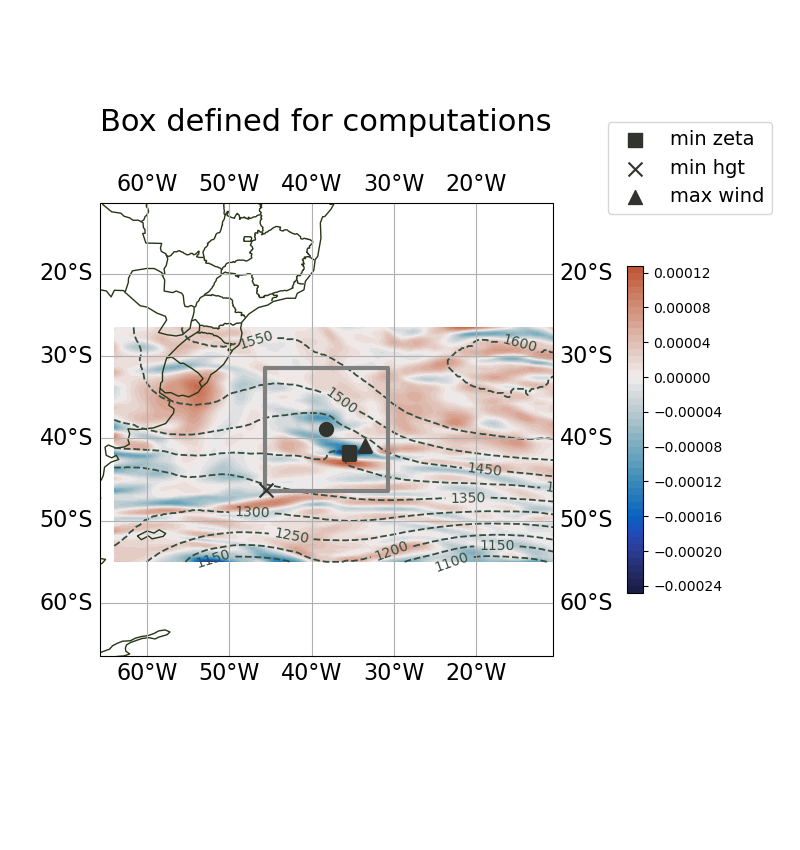 Box defined for computations
min zeta
min hgt
max wind
60°W 50°W 40°W 30°W 20°W
20°S 20°S
30°S 30°S
40°S 40°S
50°S 50°S
60°S 60°S
60°W 50°W 40°W 30°W 20°W
1550
1600
1500
1450
1350
1
1300
1250
1200
1150
1150
1100
0.00012
0.00008
0.00004
0.00000
−0.00004
−0.00008
−0.00012
−0.00016
−0.00020
−0.00024